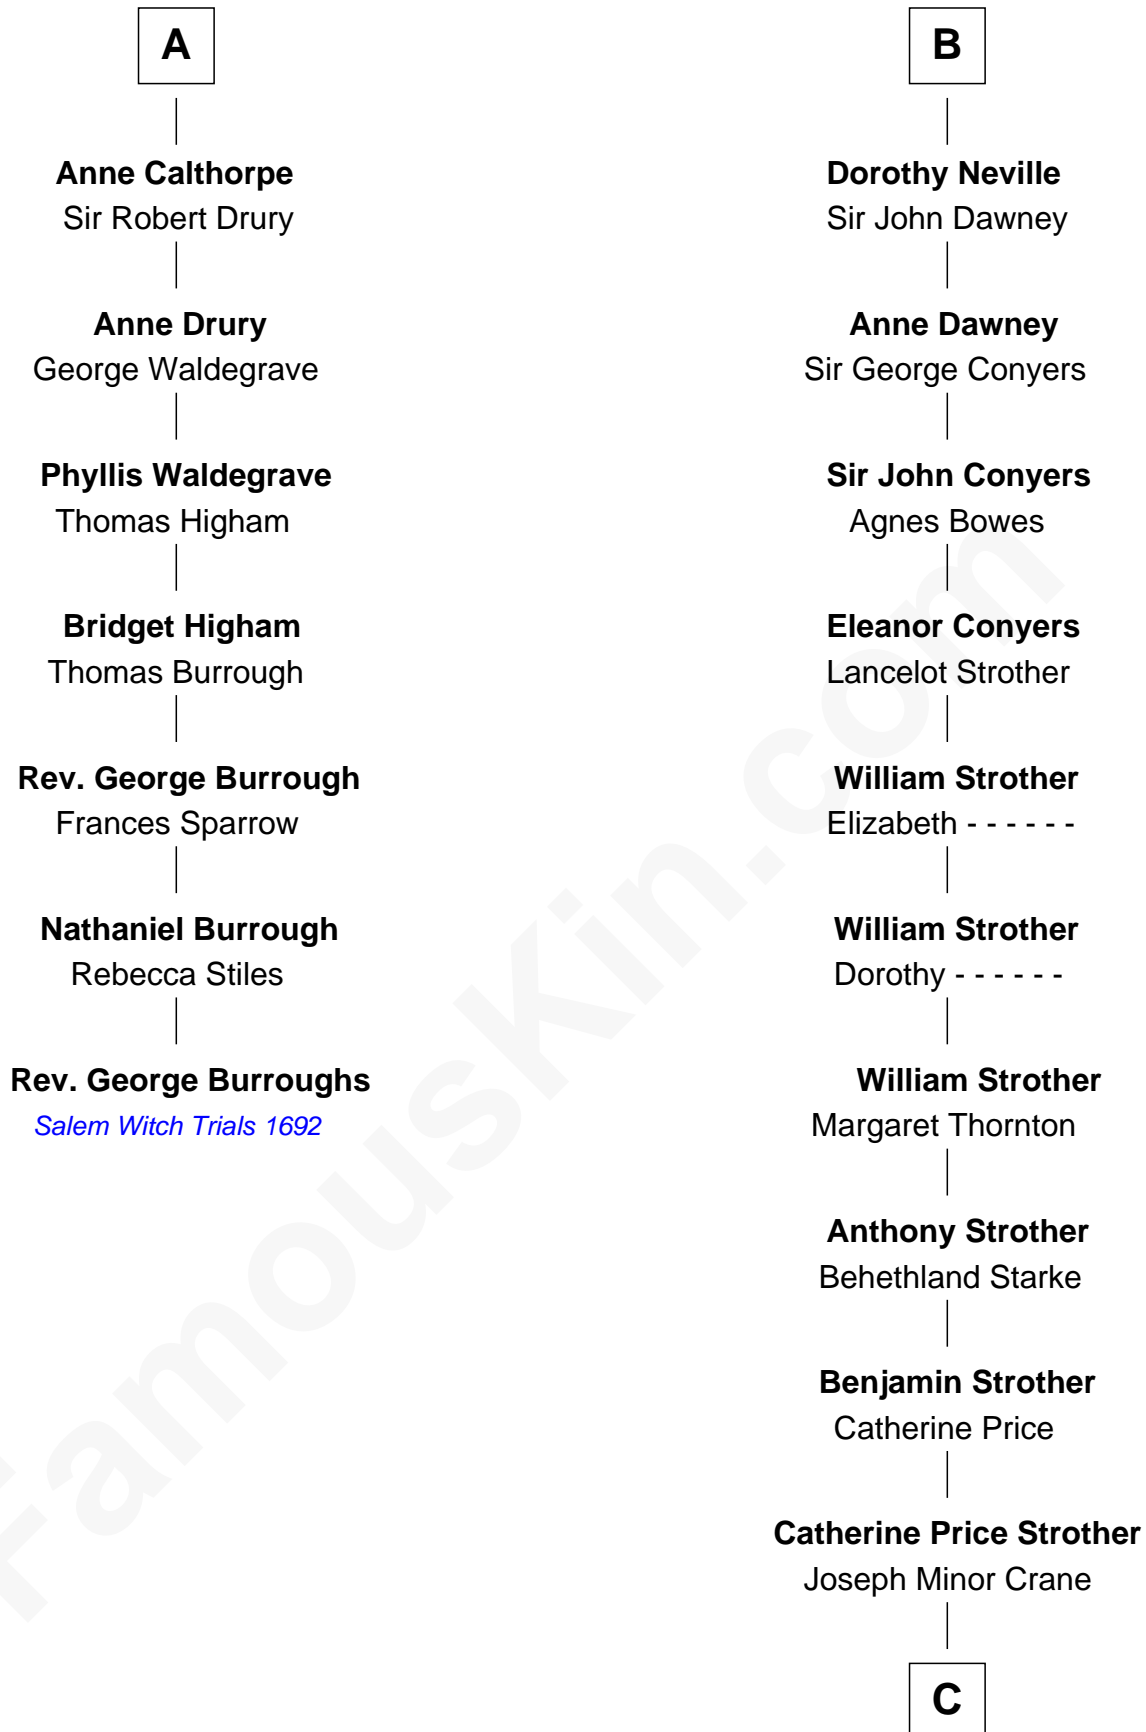 A
Anne Calthorpe
Sir Robert Drury
Anne Drury
George Waldegrave
Phyllis Waldegrave
Thomas Higham
Bridget Higham
Thomas Burrough
Rev. George Burrough
Frances Sparrow
Nathaniel Burrough
Rebecca Stiles
Rev. George Burroughs
Salem Witch Trials 1692
B
Dorothy Neville
Sir John Dawney
Anne Dawney
Sir George Conyers
Sir John Conyers
Agnes Bowes
Eleanor Conyers
Lancelot Strother
William Strother
Elizabeth - - - - - -
William Strother
Dorothy - - - - - -
William Strother
Margaret Thornton
Anthony Strother
Behethland Starke
Benjamin Strother
Catherine Price
Catherine Price Strother
Joseph Minor Crane
C
FamousKin.com